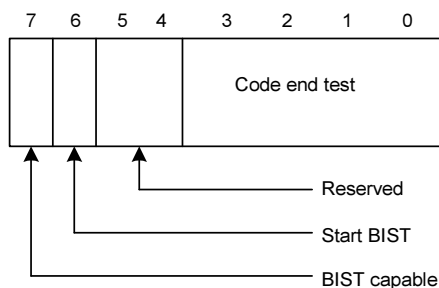 7 6 5 4 3 2 1 0
Code end test
Reserved
Start BIST
BIST capable